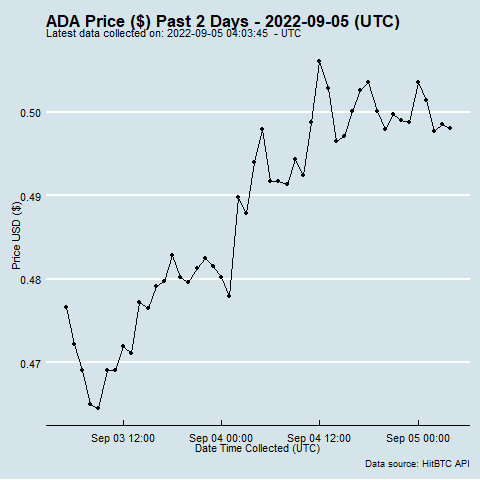 ADA Price ($) Past 2 Days - 2022-09-05 (UTC)
Latest data collected on: 2022-09-05 04:03:45 - UTC
Price USD ($)
0.50
0.49
0.48
0.47
Sep 03 12:00 Sep 04 00:00 Sep 04 12:00 Sep 05 00:00
Date Time Collected (UTC)
Data source: HitBTC API